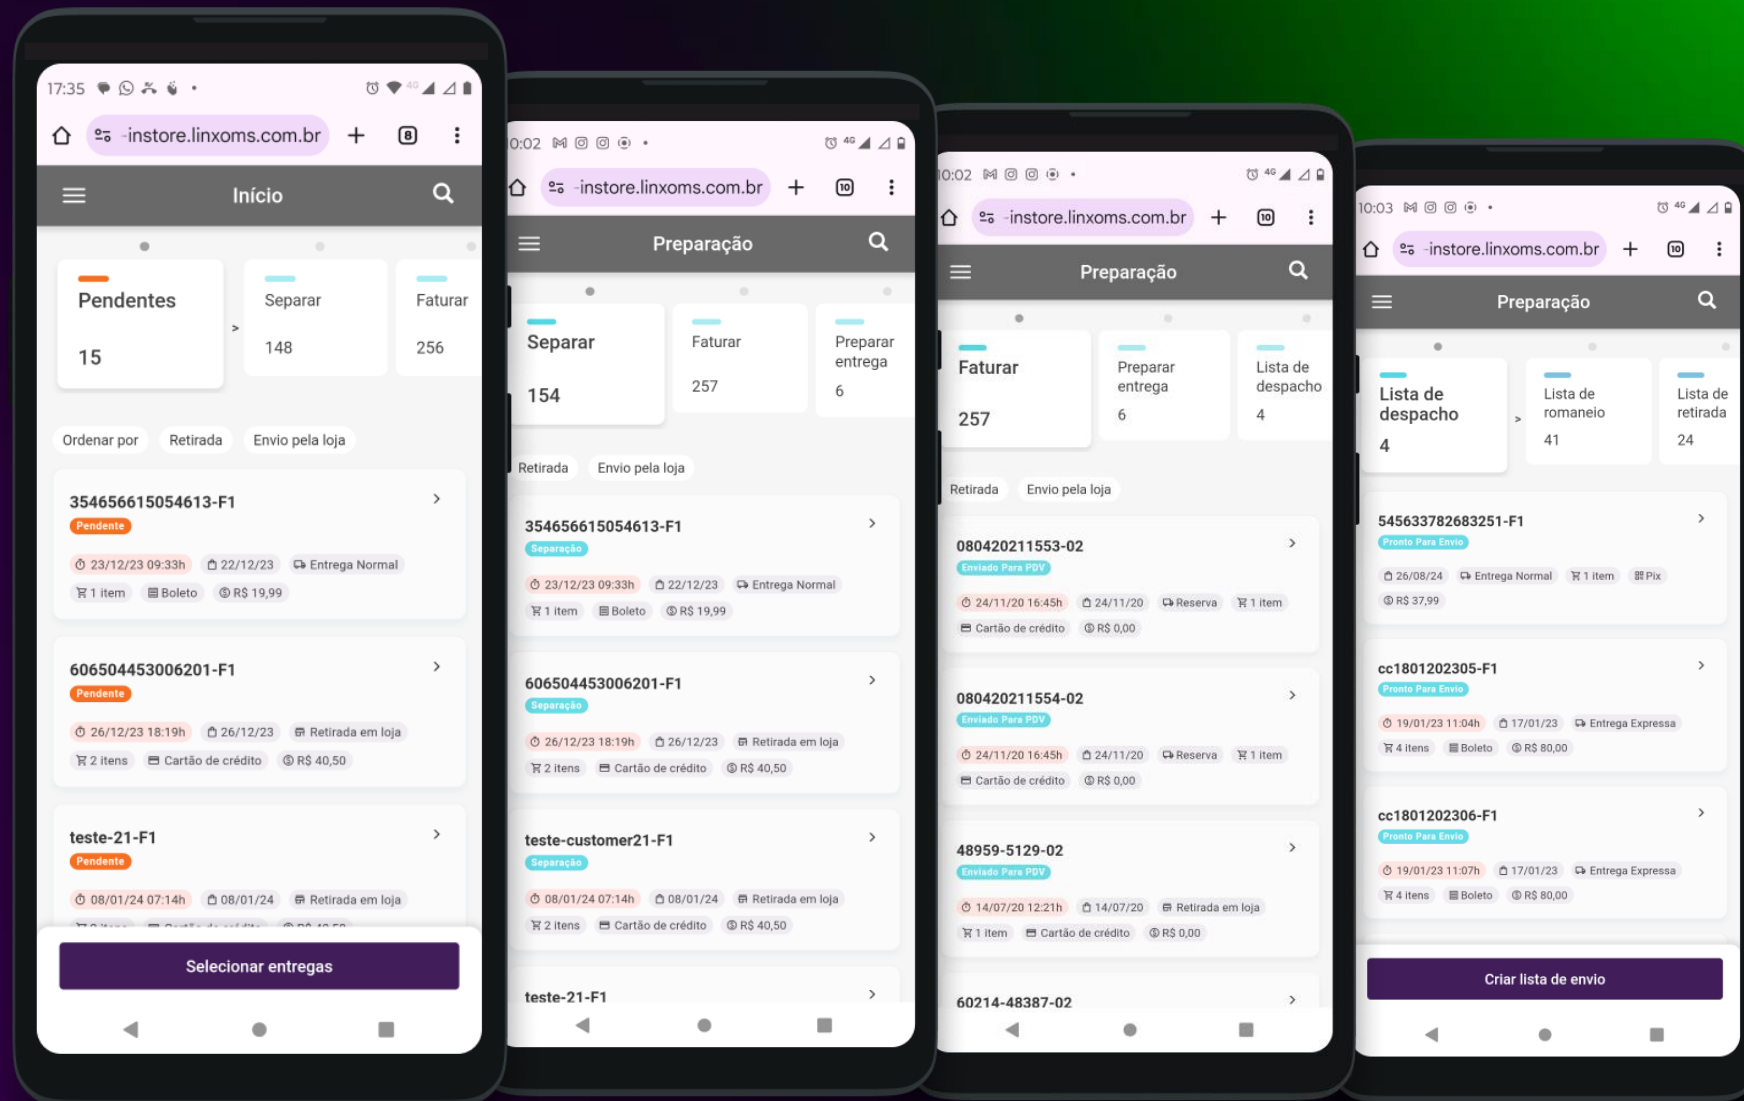 17:35
4G
-instore.linxoms.com.br
8
Início
Pendentes
15
>
Separar
148
Faturar
256
Ordenar por
Retirada
Envio pela loja
354656615054613-F1
Pendente
23/12/23 09:33h
22/12/23
Entrega Normal
1 item
Boleto
R$ 19,99
606504453006201-F1
Pendente
26/12/23 18:19h
26/12/23
Retirada em loja
2 itens
Cartão de crédito
R$ 40,50
teste-21-F1
Pendente
08/01/24 07:14h
08/01/24
Retirada em loja
Selecionar entregas
10:02
4G
-instore.linxoms.com.br
10
Preparação
Separar
154
Faturar
257
Preparar
entrega
6
Retirada
Envio pela loja
354656615054613-F1
Separação
23/12/23 09:33h
22/12/23
Entrega Normal
1 item
Boleto
R$ 19,99
606504453006201-F1
Separação
26/12/23 18:19h
26/12/23
Retirada em loja
2 itens
Cartão de crédito
R$ 40,50
teste-customer21-F1
Separação
08/01/24 07:14h
08/01/24
Retirada em loja
2 itens
Cartão de crédito
R$ 40,50
teste-21-F1
10:02
4G
-instore.linxoms.com.br
10
Preparação
Faturar
257
Preparar
entrega
6
Lista de
despacho
4
Retirada
Envio pela loja
080420211553-02
Enviado Para PDV
24/11/20 16:45h
24/11/20
Reserva
1 item
Cartão de crédito
R$ 0,00
080420211554-02
Enviado Para PDV
24/11/20 16:45h
24/11/20
Reserva
1 item
Cartão de crédito
R$ 0,00
48959-5129-02
Enviado Para PDV
14/07/20 12:21h
14/07/20
Retirada em loja
1 item
Cartão de crédito
R$ 0,00
60214-48387-02
10:03
4G
-instore.linxoms.com.br
10
Preparação
Lista de
despacho
4
>
Lista de
romaneio
41
Lista de
retirada
24
545633782683251-F1
Pronto Para Envio
26/08/24
Entrega Normal
1 item
Pix
R$ 37,99
cc1801202305-F1
Pronto Para Envio
19/01/23 11:04h
17/01/23
Entrega Expressa
4 itens
Boleto
R$ 80,00
cc1801202306-F1
Pronto Para Envio
19/01/23 11:07h
17/01/23
Entrega Expressa
4 itens
Boleto
R$ 80,00
Criar lista de envio